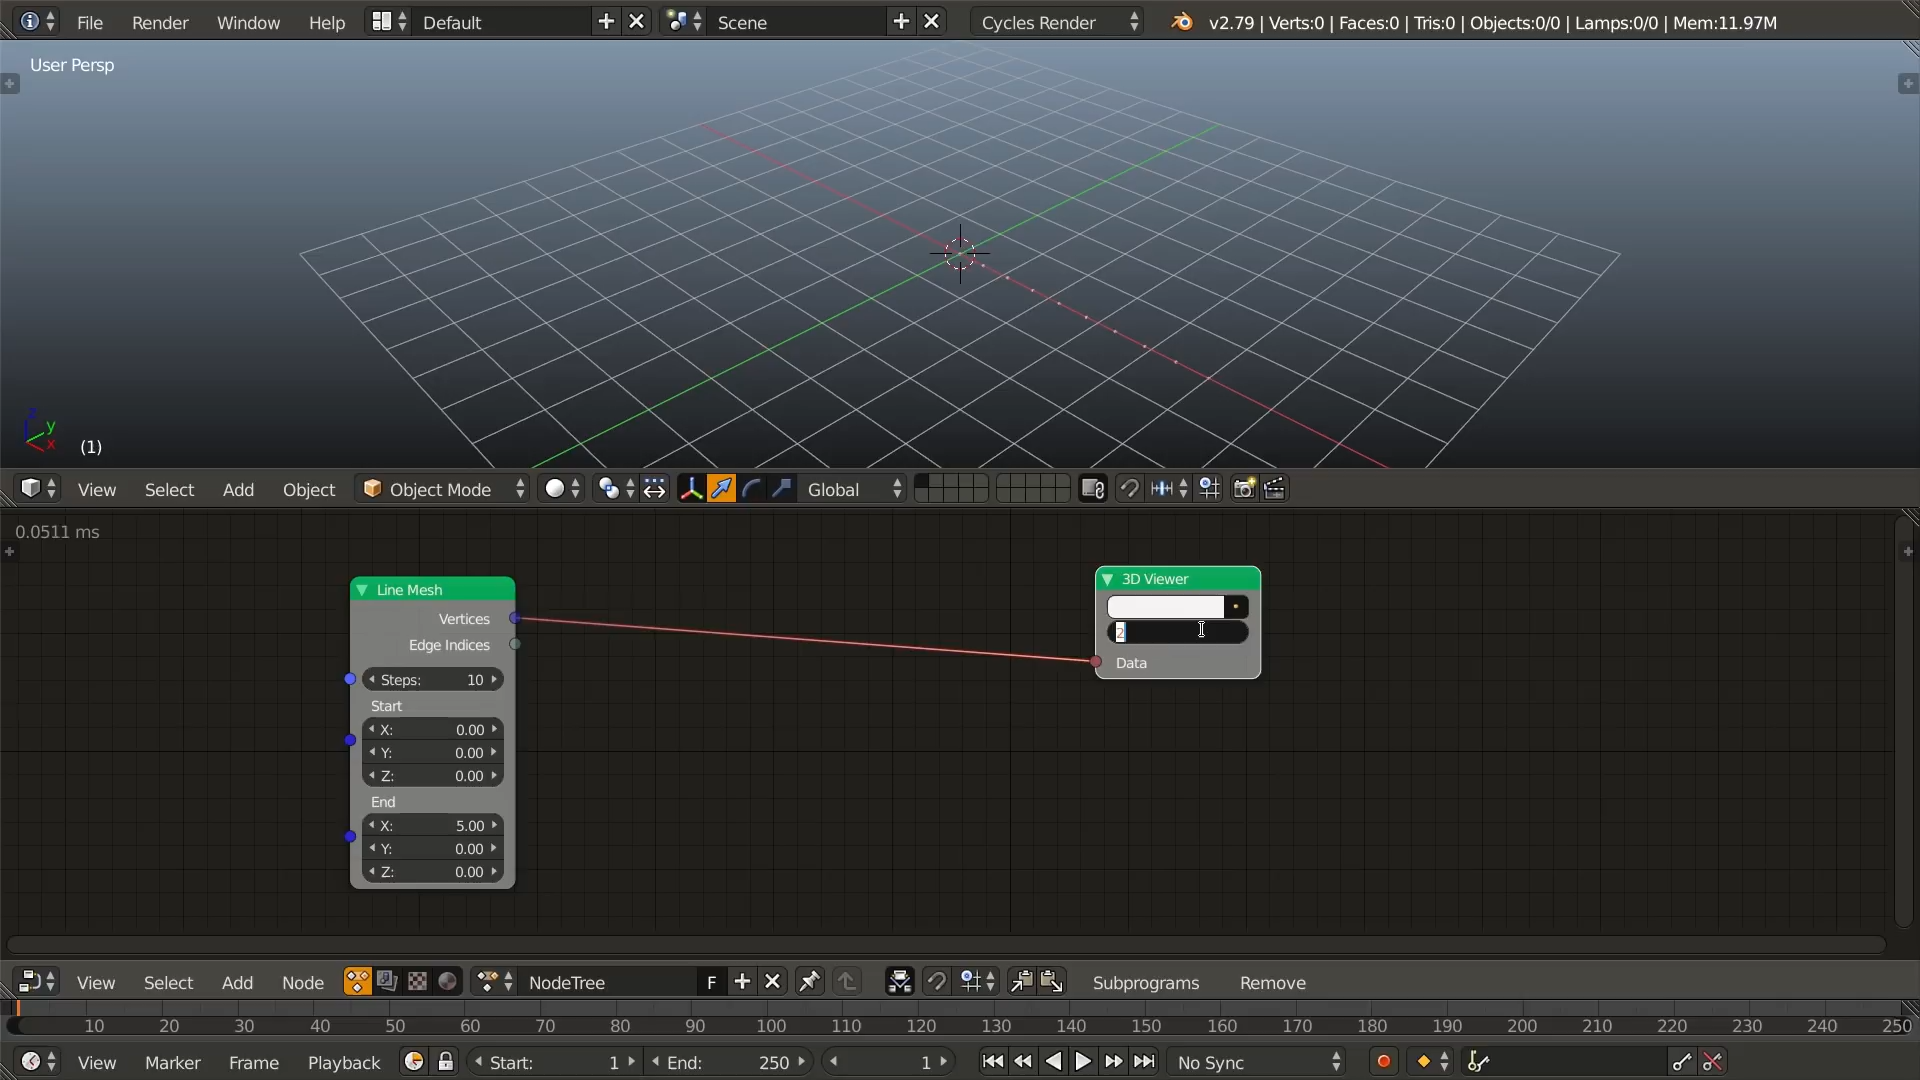 File Render Window Help Default Scene Cycles Render v2.79 | Verts:0 | Faces:0 | Tris:0 | Objects:0/0 | Lamps:0/0 | Mem:11.97M
User Persp
z
y
x
(1)
View Select Add Object Object Mode Global
0.0511 ms
Line Mesh
Vertices
Edge Indices
Steps: 10
Start
X: 0.00
Y: 0.00
Z: 0.00
End
X: 5.00
Y: 0.00
Z: 0.00
3D Viewer
2
Data
View Select Add Node NodeTree F Subprograms Remove
10 20 30 40 50 60 70 80 90 100 110 120 130 140 150 160 170 180 190 200 210 220 230 240 250
View Marker Frame Playback Start: 1 End: 250 1 No Sync